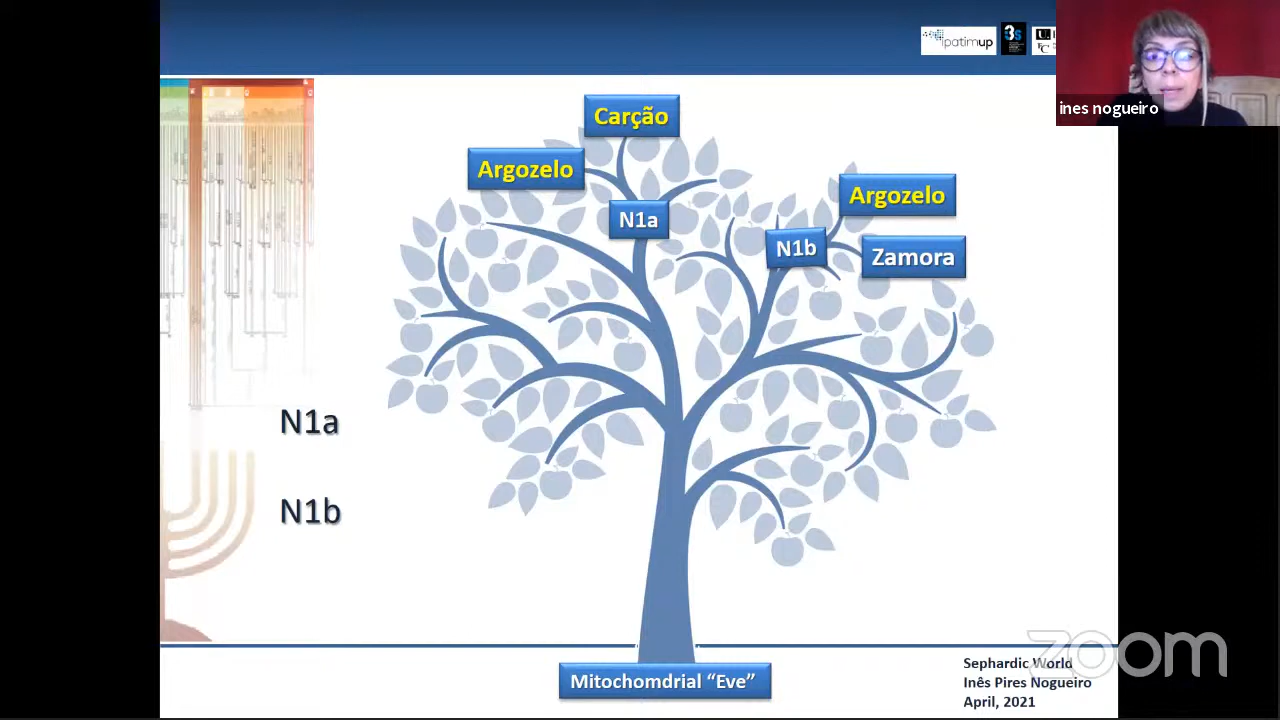 ipatimup
3s
ines nogueiro
Carção
Argozelo
N1a
Argozelo
N1b
Zamora
N1a
N1b
Mitochomdrial “Eve”
zoom
Sephardic World
Inês Pires Nogueiro
April, 2021